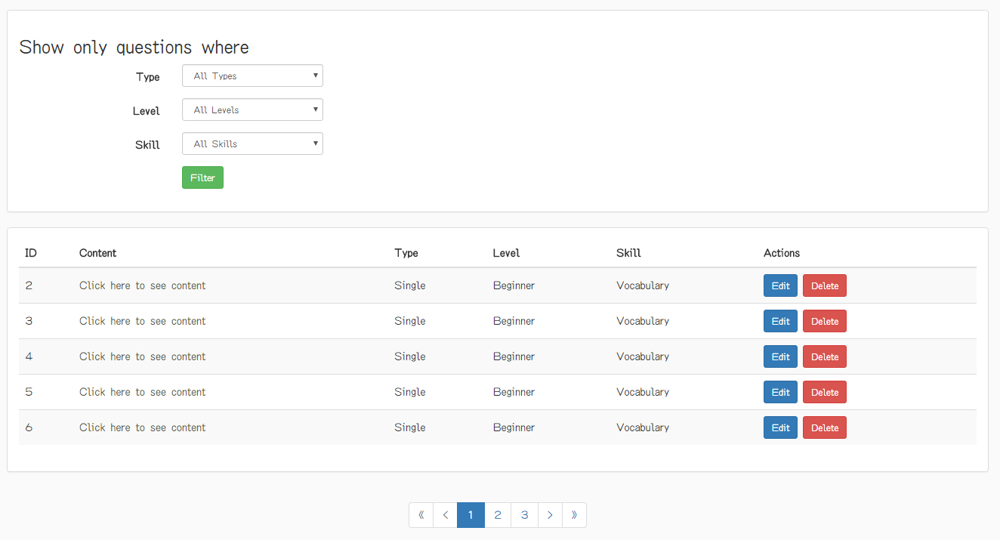 Show only questions where
Type All Types
Level All Levels
Skill All Skills
Filter
ID Content Type Level Skill Actions
2 Click here to see content Single Beginner Vocabulary Edit Delete
3 Click here to see content Single Beginner Vocabulary Edit Delete
4 Click here to see content Single Beginner Vocabulary Edit Delete
5 Click here to see content Single Beginner Vocabulary Edit Delete
6 Click here to see content Single Beginner Vocabulary Edit Delete
« < 1 2 3 > »